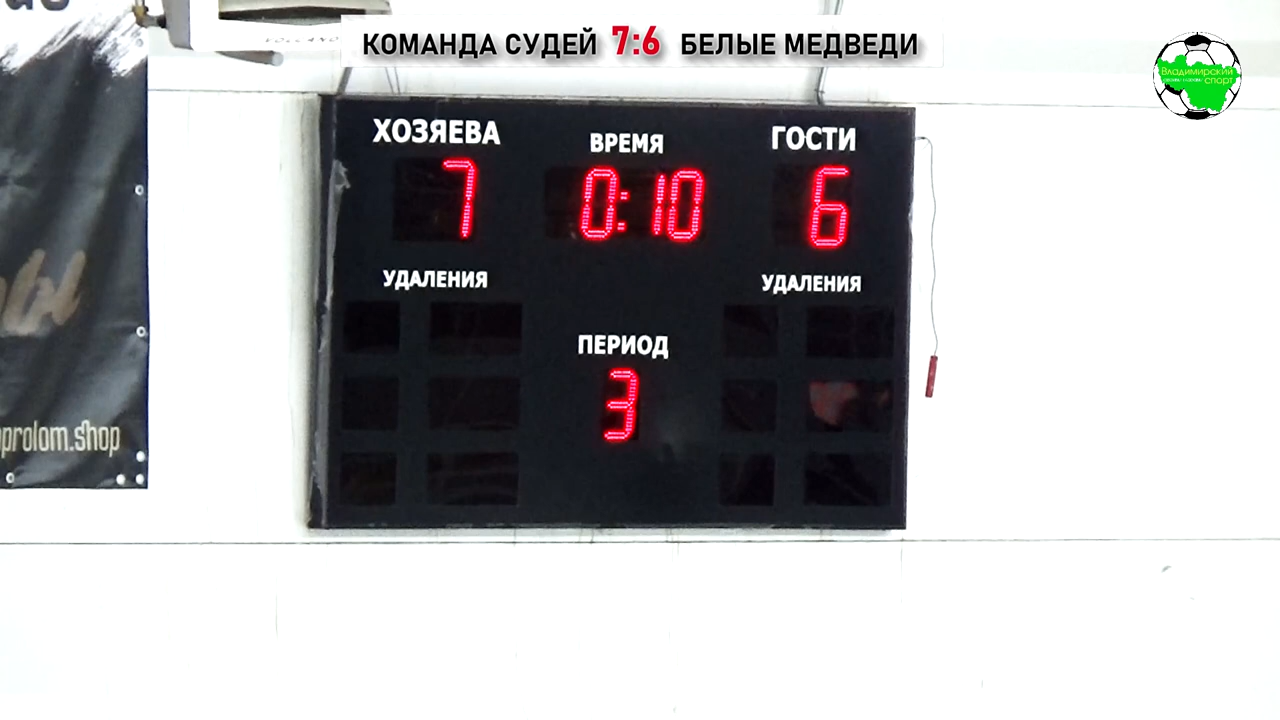 КОМАНДА СУДЕЙ 7:6 БЕЛЫЕ МЕДВЕДИ
Владимирский
спорт
ХОЗЯЕВА ВРЕМЯ ГОСТИ
7 0:10 6
УДАЛЕНИЯ УДАЛЕНИЯ
ПЕРИОД
3
prolom.shop